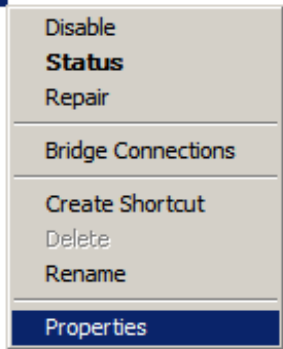 Disable
Status
Repair
Bridge Connections
Create Shortcut
Delete
Rename
Properties